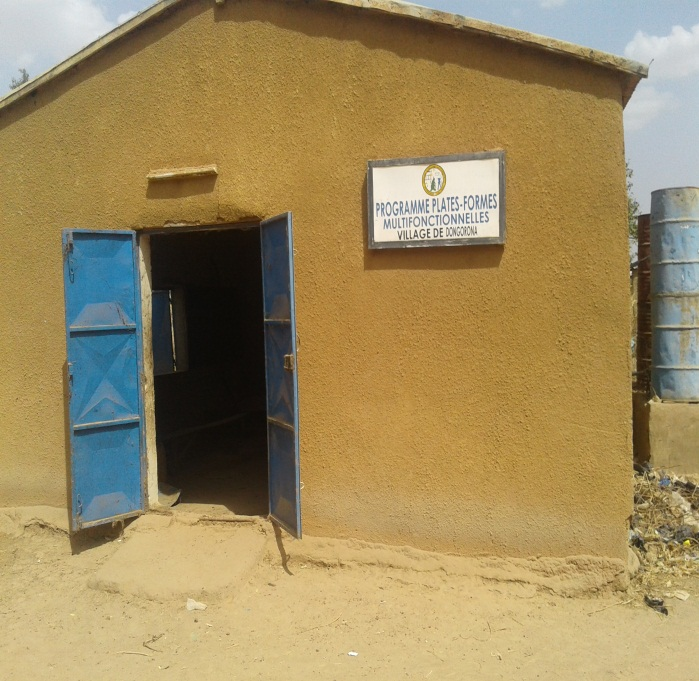 PROGRAMME PLATES-FORMES
MULTIFONCTIONNELLES
VILLAGE DE DONGORONA